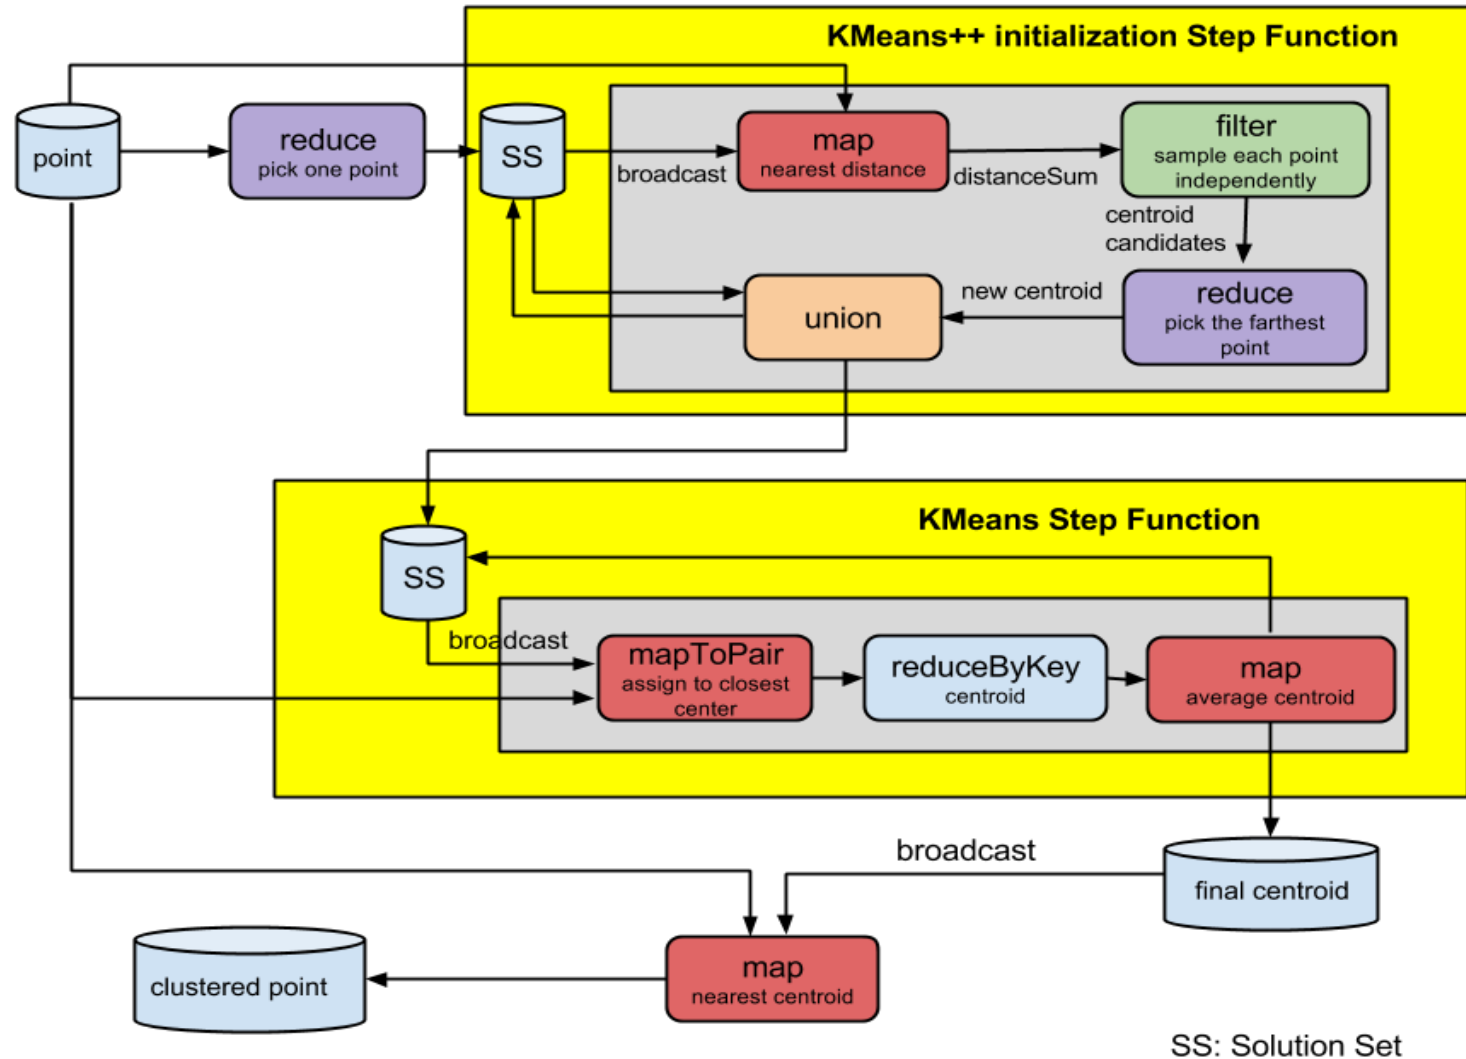 KMeans++ initialization Step Function
point
reduce
pick one point
SS
broadcast
map
nearest distance
distanceSum
filter
sample each point
independently
centroid
candidates
union
new centroid
reduce
pick the farthest
point
KMeans Step Function
SS
broadcast
mapToPair
assign to closest
center
reduceByKey
centroid
map
average centroid
broadcast
final centroid
clustered point
map
nearest centroid
SS: Solution Set